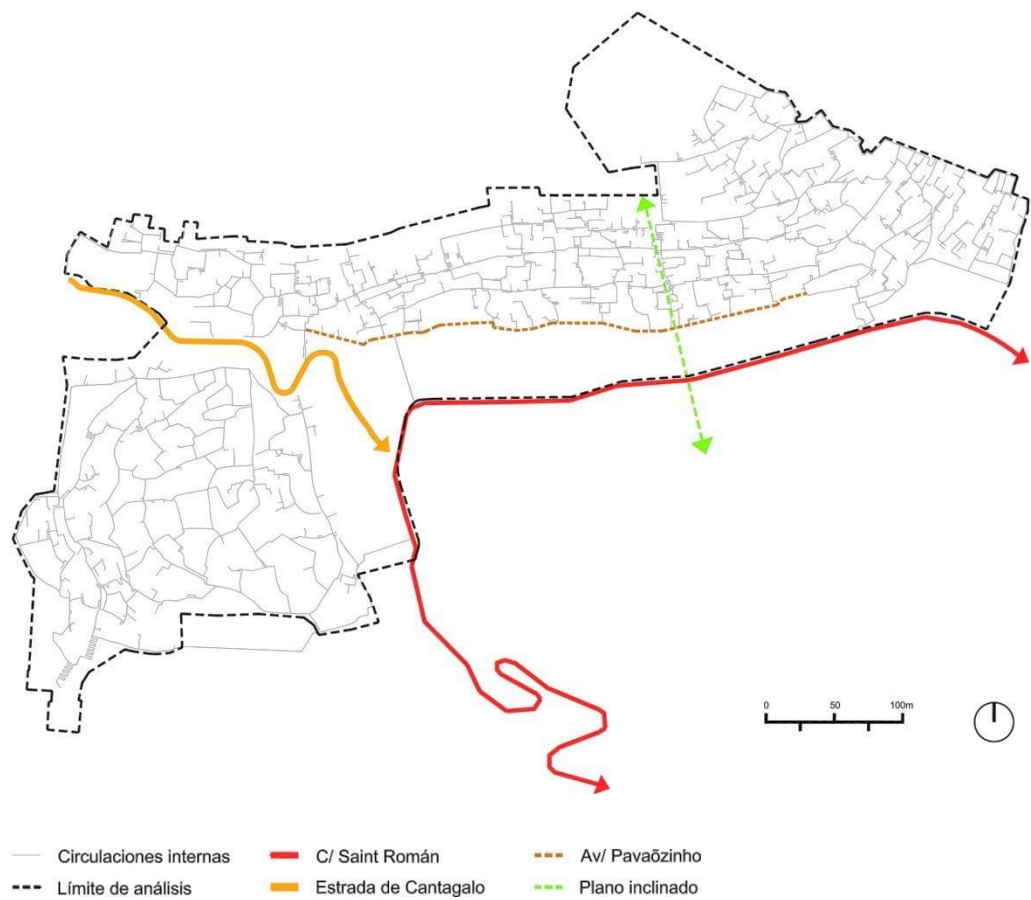 0 50 100m
Circulaciones internas C/ Saint Román Av/ Pavaõzinho
Límite de análisis Estrada de Cantagalo Plano inclinado